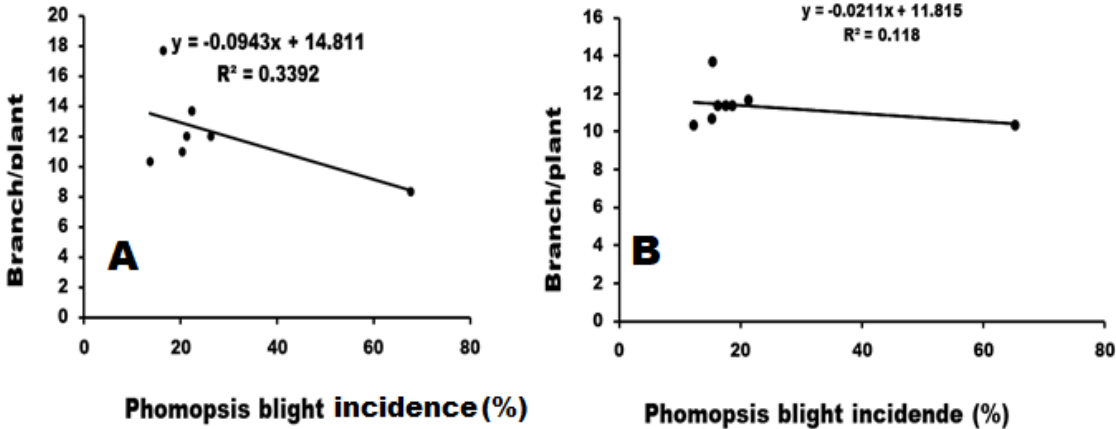 20
18
16
14
12
10
8
6
4
2
0
Branch/plant
y = -0.0943x + 14.811
R² = 0.3392
A
0 20 40 60 80
Phomopsis blight incidence (%)
16
14
12
10
8
6
4
2
0
Branch/plant
y = -0.0211x + 11.815
R² = 0.118
B
0 20 40 60 80 100
Phomopsis blight incidende (%)